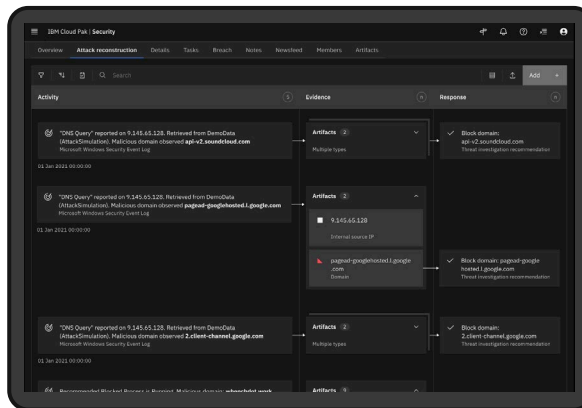 IBM Cloud Pak | Security
Overview Attack reconstruction Details Tasks Breach Notes Newsfeed Members Artifacts
Search
Add +
Activity
Evidence
Response
"DNS Query" reported on 9.145.65.128. Retrieved from DemoData
(AttackSimulation). Malicious domain observed api-v2.soundcloud.com
Microsoft Windows Security Event Log
01 Jan 2021 00:00:00
Artifacts 2
Multiple types
Block domain:
api-v2.soundcloud.com
Threat investigation recommendation
"DNS Query" reported on 9.145.65.128. Retrieved from DemoData
(AttackSimulation). Malicious domain observed pagead-googlehosted.l.google.com
Microsoft Windows Security Event Log
01 Jan 2021 00:00:00
Artifacts 2
9.145.65.128
Internal source IP
pagead-googlehosted.l.google
.com
Domain
Block domain: pagead-google
hosted.l.google.com
Threat investigation recommendation
"DNS Query" reported on 9.145.65.128. Retrieved from DemoData
(AttackSimulation). Malicious domain observed 2.client-channel.google.com
Microsoft Windows Security Event Log
01 Jan 2021 00:00:00
Artifacts 2
Multiple types
Block domain:
2.client-channel.google.com
Threat investigation recommendation
Recommended Blocked Process is Running. Malicious domain:
Artifacts